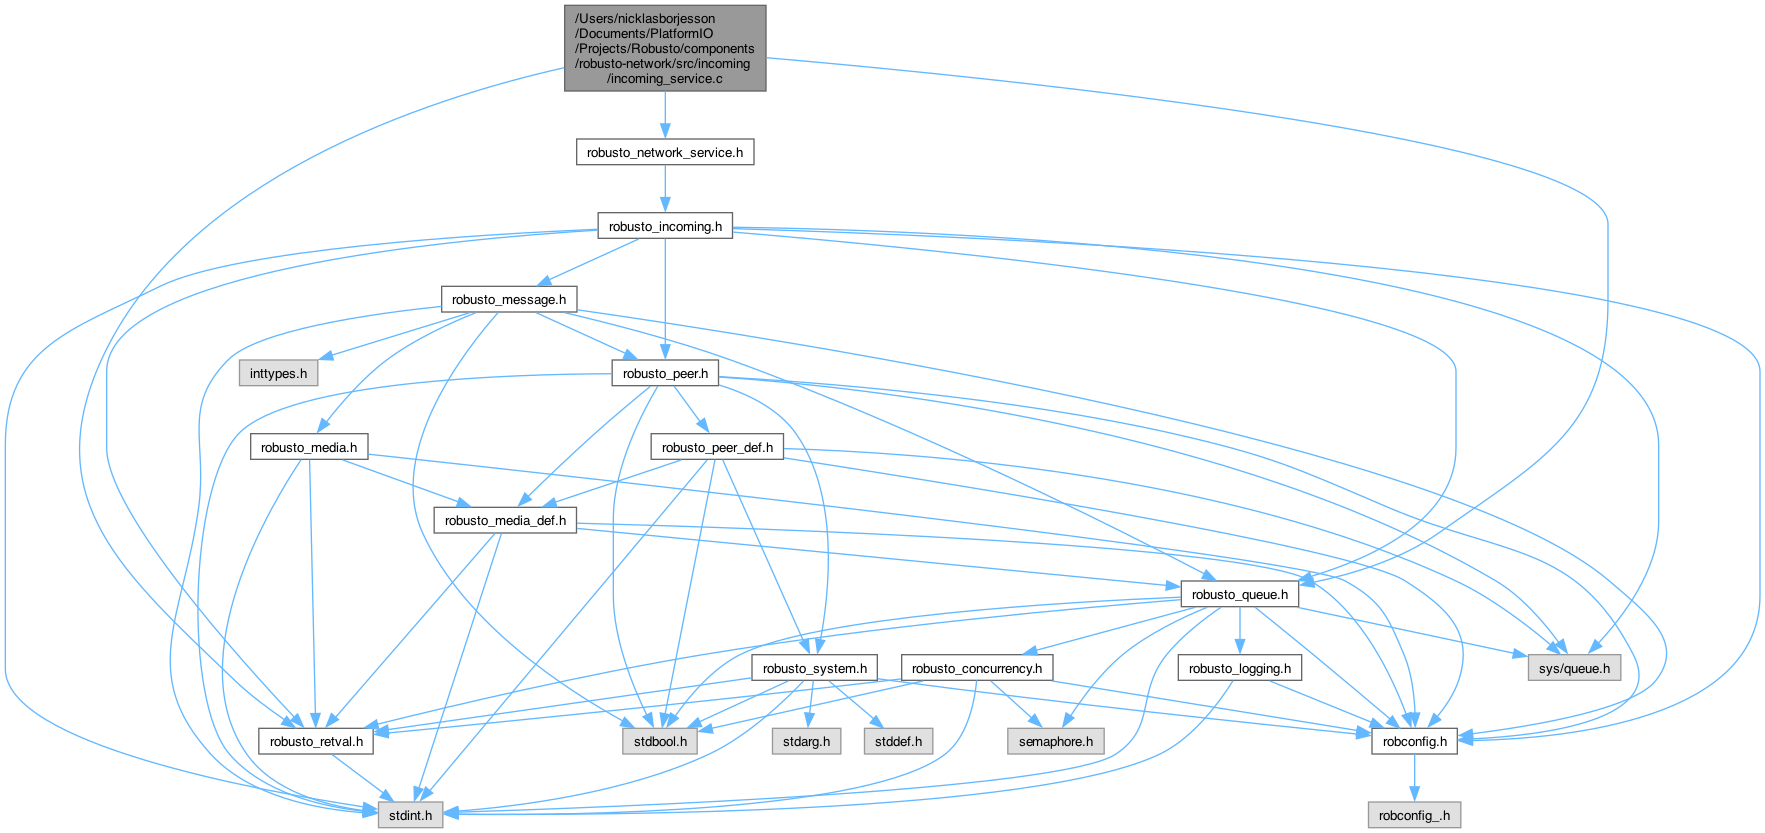 /Users/nicklasborjesson
/Documents/PlatformIO
/Projects/Robusto/components
/robusto-network/src/incoming
/incoming_service.c
robusto_network_service.h
robusto_incoming.h
robusto_message.h
inttypes.h
robusto_peer.h
robusto_media.h
robusto_peer_def.h
robusto_media_def.h
robusto_queue.h
robusto_system.h
robusto_concurrency.h
robusto_logging.h
sys/queue.h
robusto_retval.h
stdbool.h
stdarg.h
stddef.h
semaphore.h
robconfig.h
stdint.h
robconfig_.h